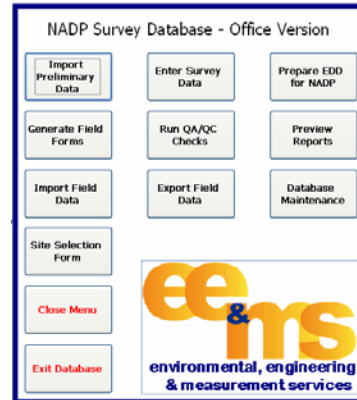 NADP Survey Database - Office Version
Import
Preliminary
Data
Enter Survey
Data
Prepare EDD
for NADP
Generate Field
Forms
Run QA/QC
Checks
Preview
Reports
Import Field
Data
Export Field
Data
Database
Maintenance
Site Selection
Form
Close Menu
Exit Database
ee
&
ms
environmental, engineering
& measurement services